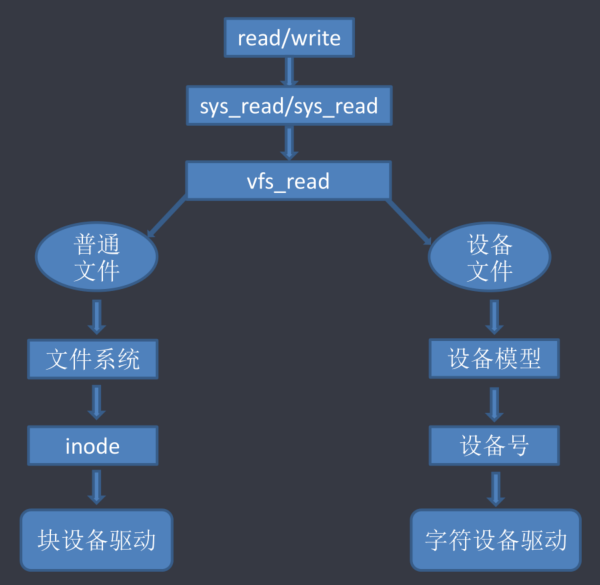 read/write
sys_read/sys_read
vfs_read
普通
文件
设备
文件
文件系统
设备模型
inode
设备号
块设备驱动
字符设备驱动